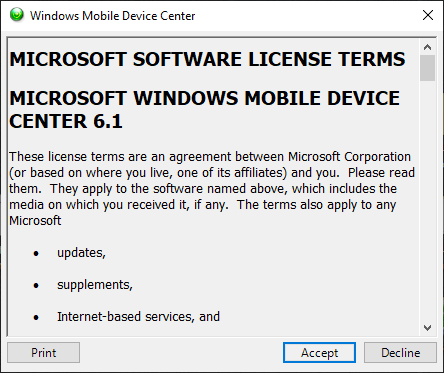 Windows Mobile Device Center
MICROSOFT SOFTWARE LICENSE TERMS
MICROSOFT WINDOWS MOBILE DEVICE
CENTER 6.1
These license terms are an agreement between Microsoft Corporation
(or based on where you live, one of its affiliates) and you.  Please read
them.  They apply to the software named above, which includes the
media on which you received it, if any.  The terms also apply to any
Microsoft
• updates,
• supplements,
• Internet-based services, and
Print
Accept
Decline